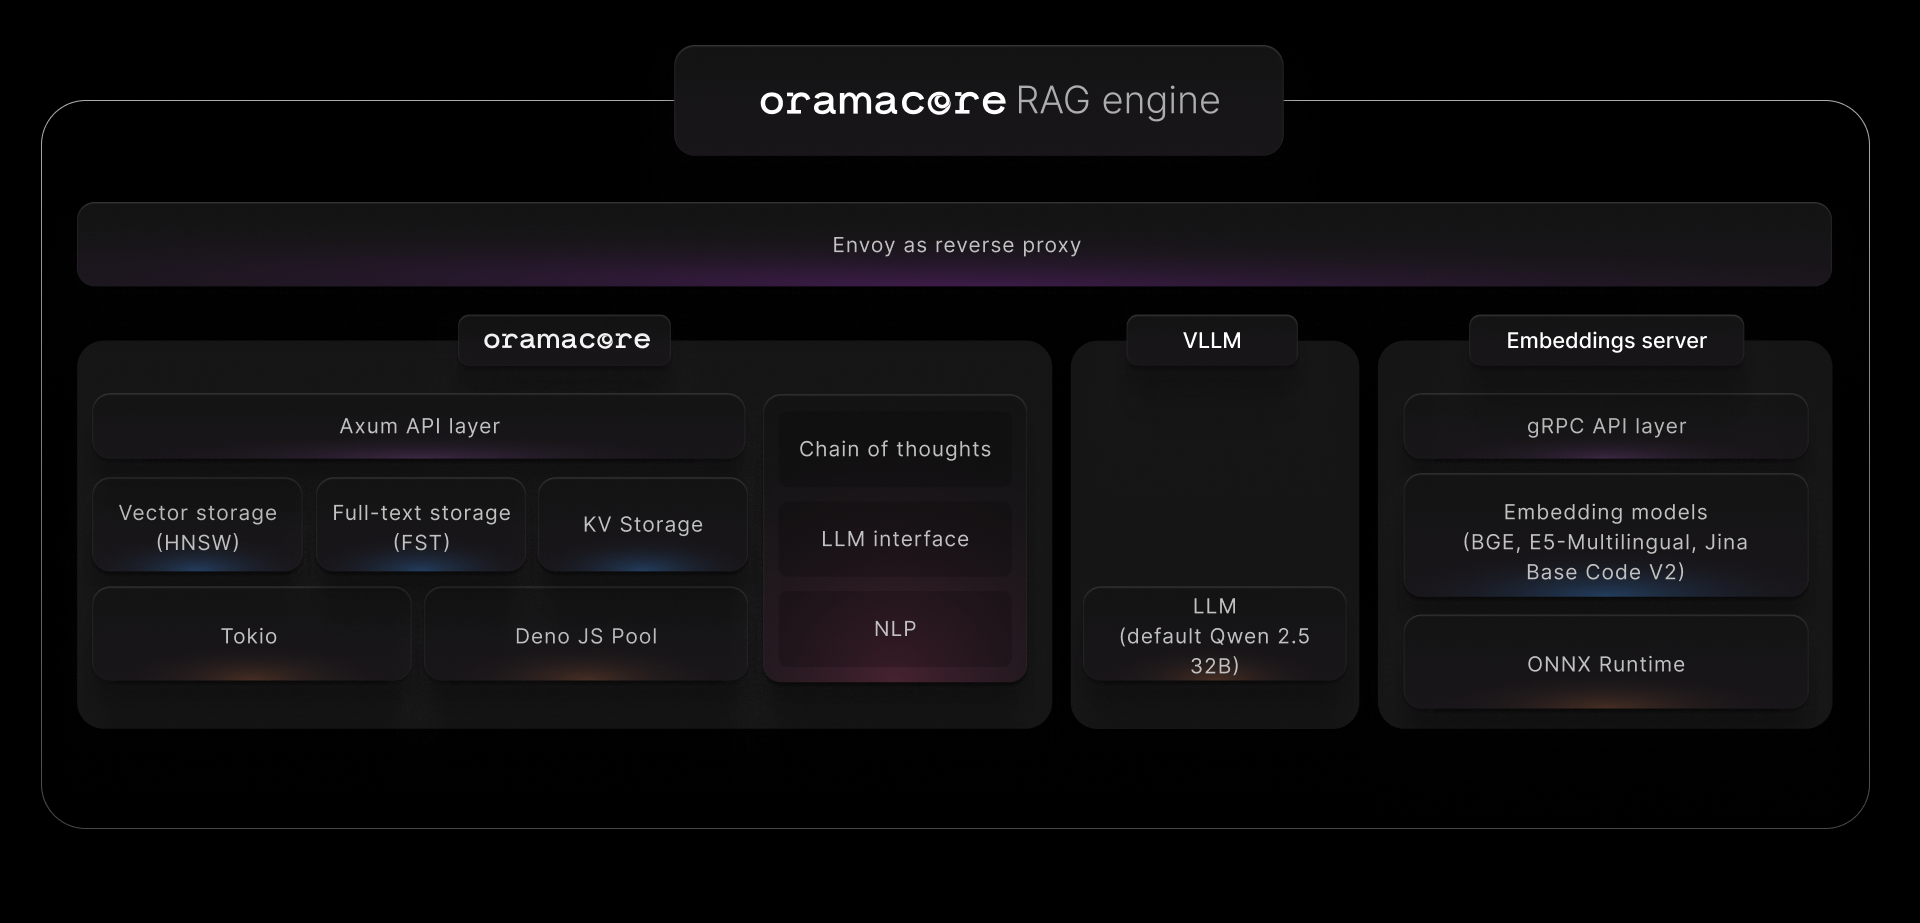 oramacore RAG engine
Envoy as reverse proxy
oramacore
VLLM
Embeddings server
Axum API layer
Vector storage
(HNSW)
Full-text storage
(FST)
KV Storage
Tokio
Deno JS Pool
Chain of thoughts
LLM interface
NLP
LLM
(default Qwen 2.5
32B)
gRPC API layer
Embedding models
(BGE, E5-Multilingual, Jina
Base Code V2)
ONNX Runtime